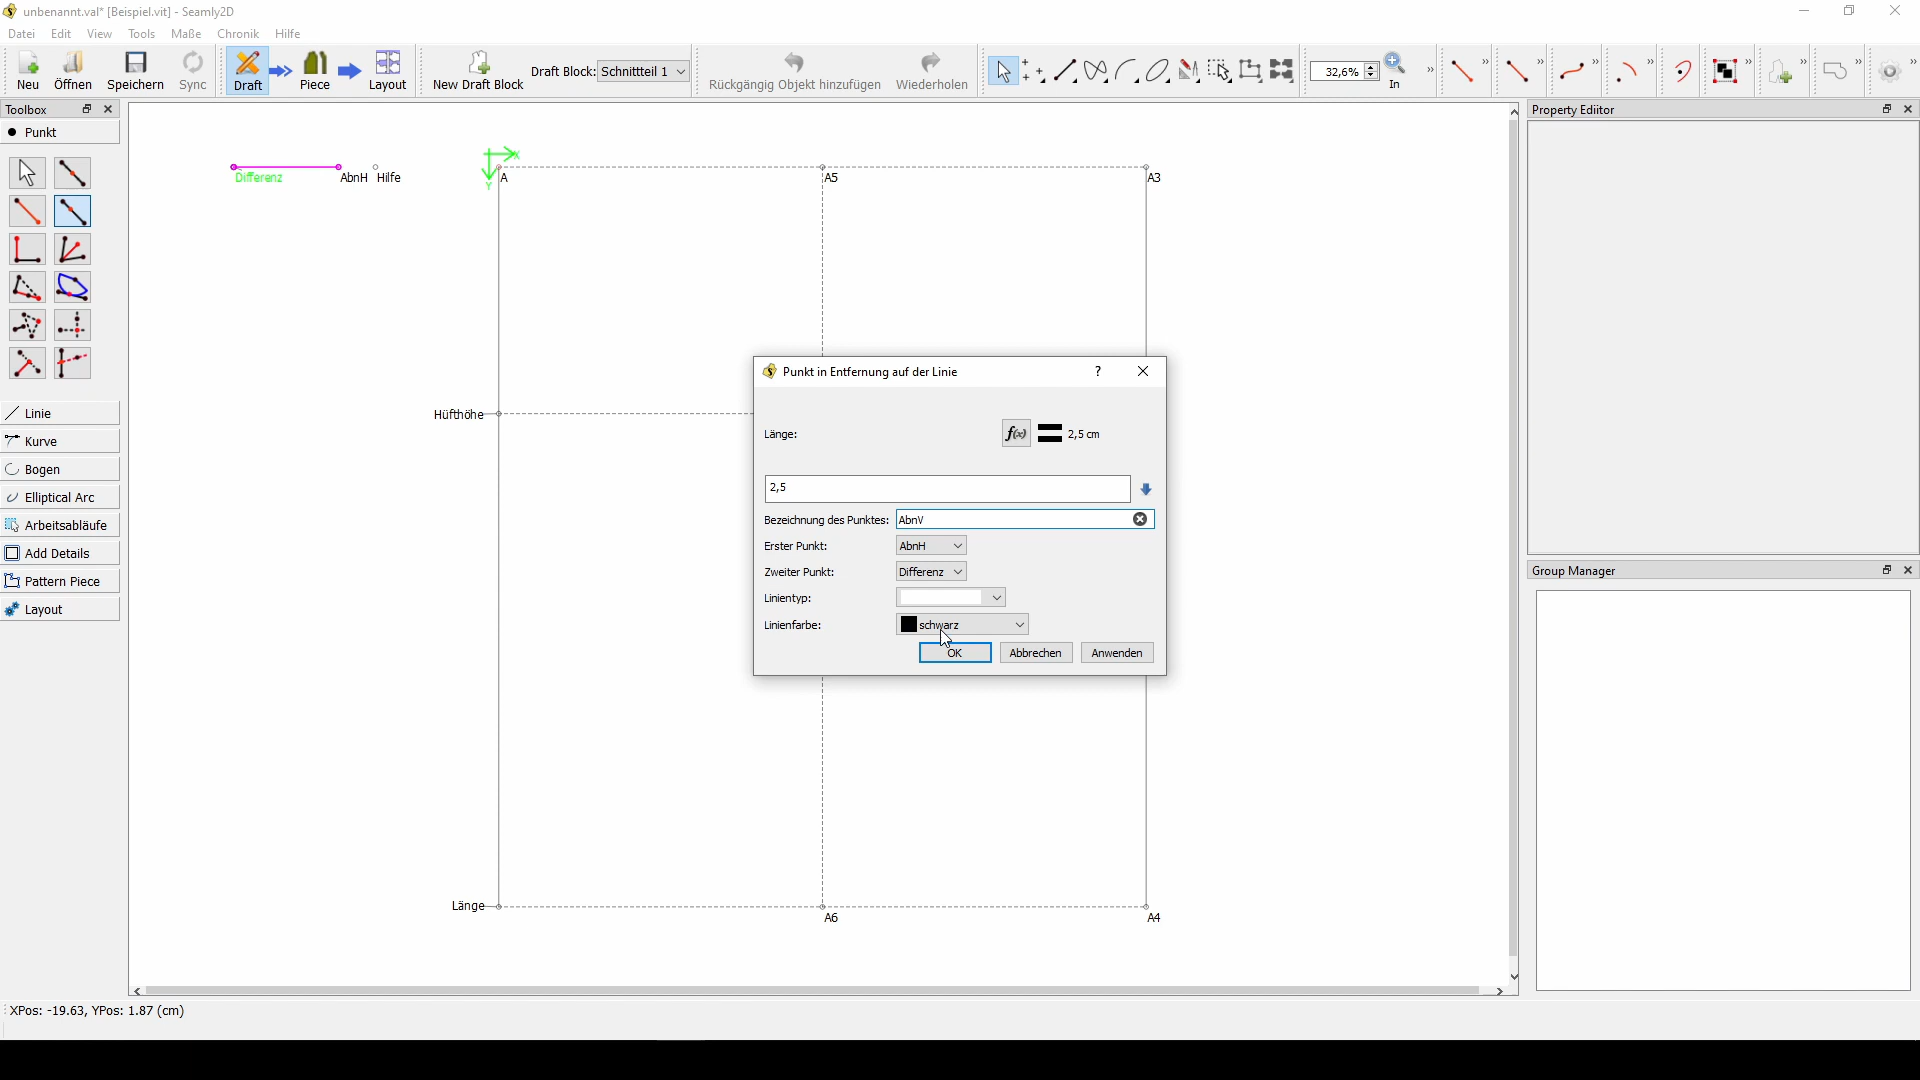 unbenannt.val* [Beispiel.vit] - Seamly2D
Datei Edit View Tools Maße Chronik Hilfe
Neu Öffnen Speichern Sync Draft Piece Layout New Draft Block Draft Block: Schnittteil 1 Rückgängig Objekt hinzufügen Wiederholen 32,6% In
Toolbox
Property Ediitor
Punkt
Differenz AbnH Hilfe
X
Y
A A5 A3
Punkt in Entfernung auf der Linie ?
Hüfthöhe
Länge: f(x) 2,5 cm
2,5
Bezeichnung des Punktes: AbnV
Erster Punkt: AbnH
Zweiter Punkt: Differenz
Linientyp:
Linienfarbe: schwarz
OK Abbrechen Anwenden
Linie
Kurve
Bogen
Elliptical Arc
Arbeitsabläufe
Add Details
Pattern Piece
Layout
Group Manager
Länge
A6 A4
XPos: -19.63, YPos: 1.87 (cm)